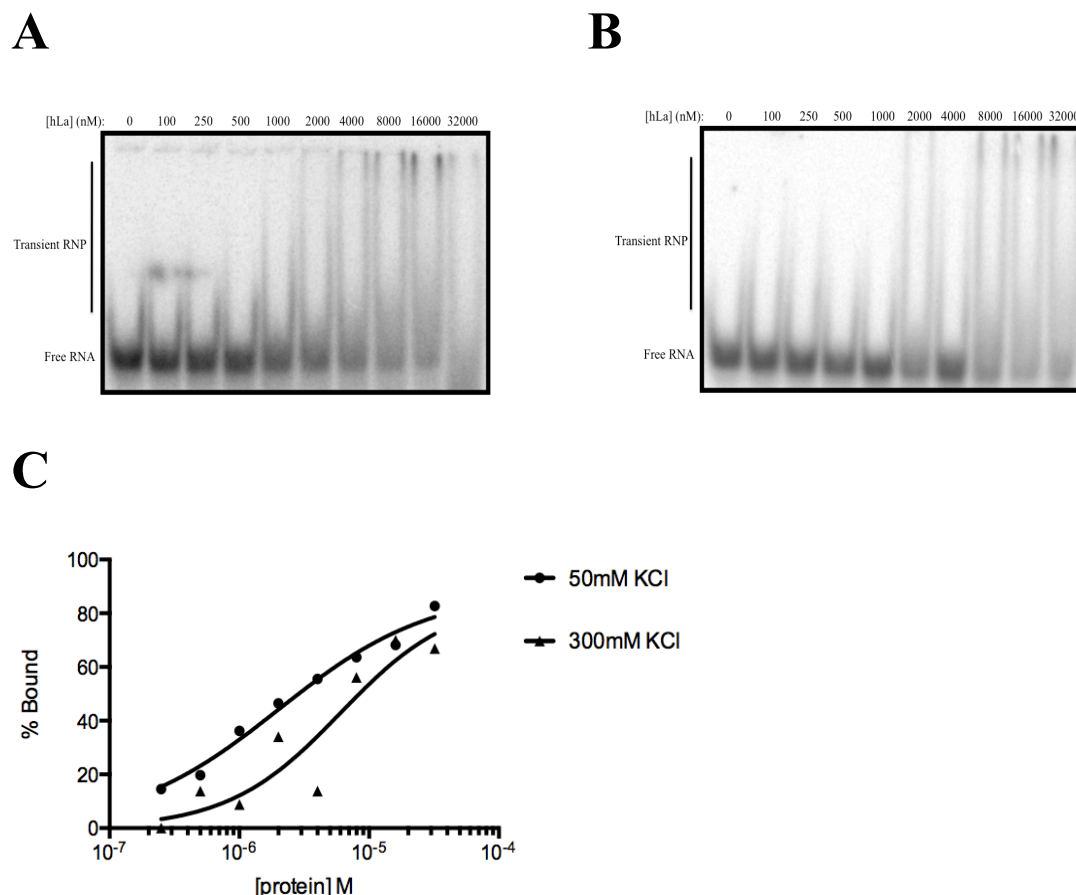 A
B
[hLa] (nM): 0 100 250 500 1000 2000 4000 8000 16000 32000
Transient RNP
Free RNA
[hLa] (nM): 0 100 250 500 1000 2000 4000 8000 16000 32000
Transient RNP
Free RNA
C
100
80
60
40
20
0
% Bound
10-7 10-6 10-5 10-4
[protein] M
50mM KCl
300mM KCl